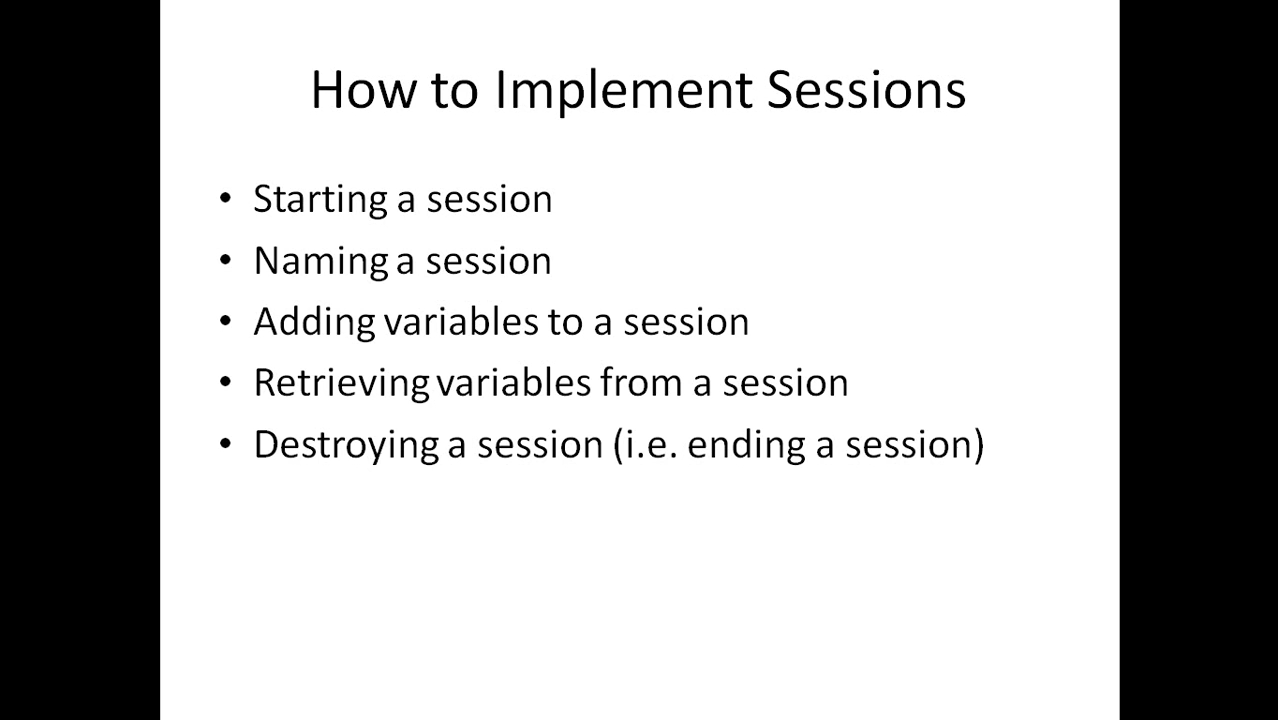 How to Implement Sessions
• Starting a session
• Naming a session
• Adding variables to a session
• Retrieving variables from a session
• Destroying a session (i.e. ending a session)